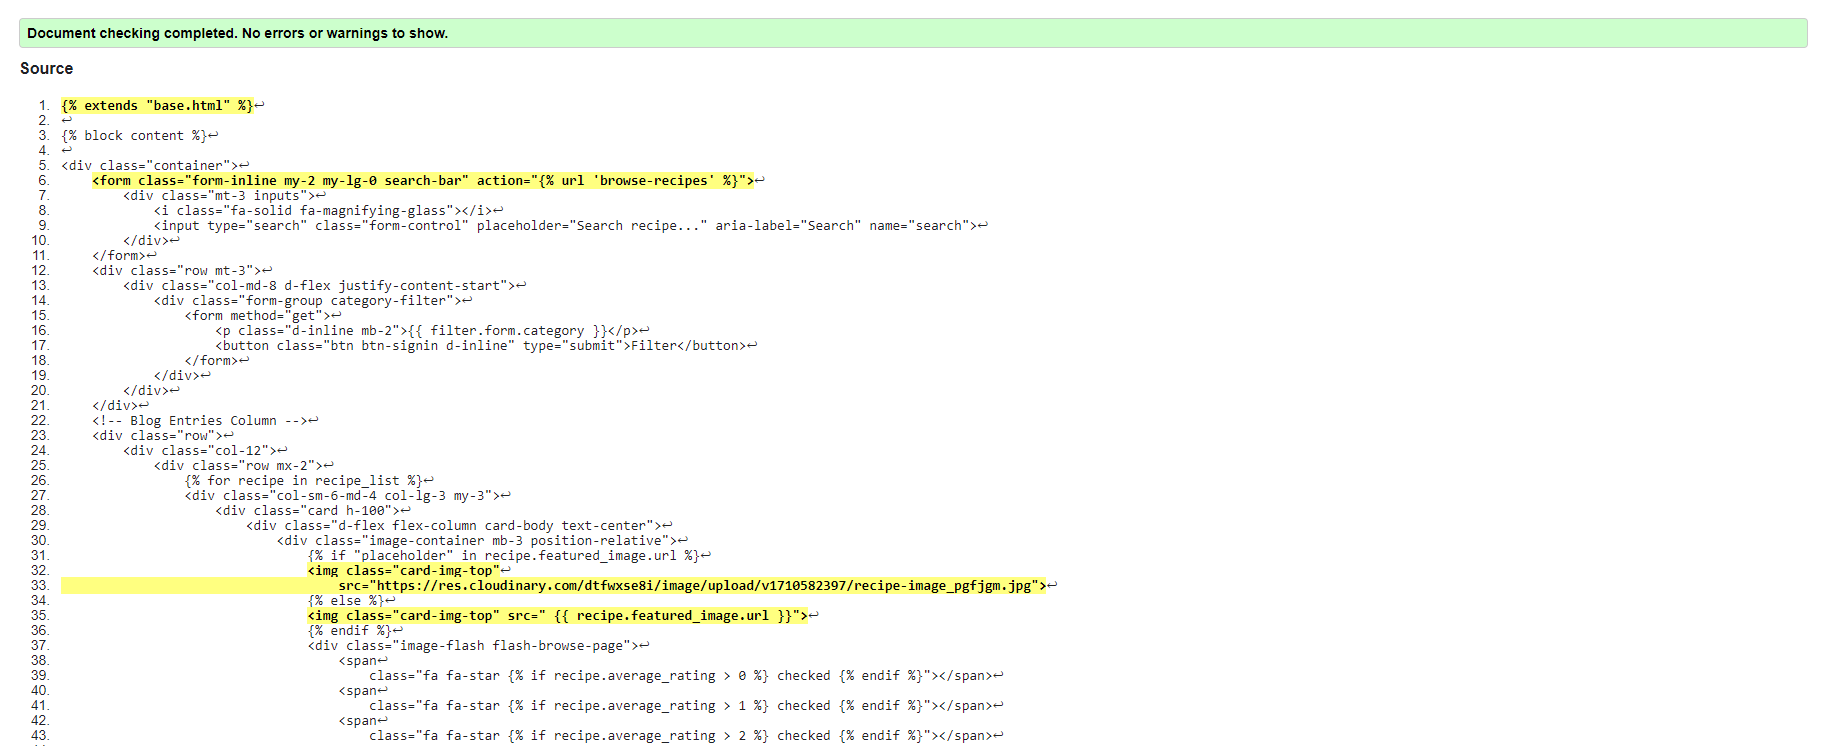 Document checking completed. No errors or warnings to show.
Source
1. {% extends "base.html" %}↩
2. ↩
3. {% block content %}↩
4. ↩
5. <div class="container">↩
6. <form class="form-inline my-2 my-lg-0 search-bar" action="{% url 'browse-recipes' %}">↩
7. <div class="mt-3 inputs">↩
8. <i class="fa-solid fa-magnifying-glass"></i>↩
9. <input type="search" class="form-control" placeholder="Search recipe..." aria-label="Search" name="search">↩
10. </div>↩
11. </form>↩
12. <div class="row mt-3">↩
13. <div class="col-md-8 d-flex justify-content-start">↩
14. <div class="form-group category-filter">↩
15. <form method="get">↩
16. <p class="d-inline mb-2">{{ filter.form.category }}</p>↩
17. <button class="btn btn-signin d-inline" type="submit">Filter</button>↩
18. </form>↩
19. </div>↩
20. </div>↩
21. </div>↩
22. <!-- Blog Entries Column -->↩
23. <div class="row">↩
24. <div class="col-12">↩
25. <div class="row mx-2">↩
26. {% for recipe in recipe_list %}↩
27. <div class="col-sm-6-md-4 col-lg-3 my-3">↩
28. <div class="card h-100">↩
29. <div class="d-flex flex-column card-body text-center">↩
30. <div class="image-container mb-3 position-relative">↩
31. {% if "placeholder" in recipe.featured_image.url %}↩
32. <img class="card-img-top"↩
33. src="https://res.cloudinary.com/dtfwxse8i/image/upload/v1710582397/recipe-image_pgfjgm.jpg">↩
34. {% else %}↩
35. <img class="card-img-top" src=" {{ recipe.featured_image.url }}">↩
36. {% endif %}↩
37. <div class="image-flash flash-browse-page">↩
38. <span↩
39. class="fa fa-star {% if recipe.average_rating > 0 %} checked {% endif %}"></span>↩
40. <span↩
41. class="fa fa-star {% if recipe.average_rating > 1 %} checked {% endif %}"></span>↩
42. <span↩
43. class="fa fa-star {% if recipe.average_rating > 2 %} checked {% endif %}"></span>↩